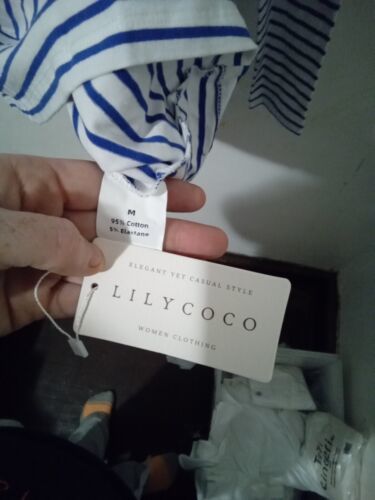 M
95% Cotton
5% Elastane
ELEGANT YET CASUAL STYLE
LILYCOCO
WOMEN CLOTHING